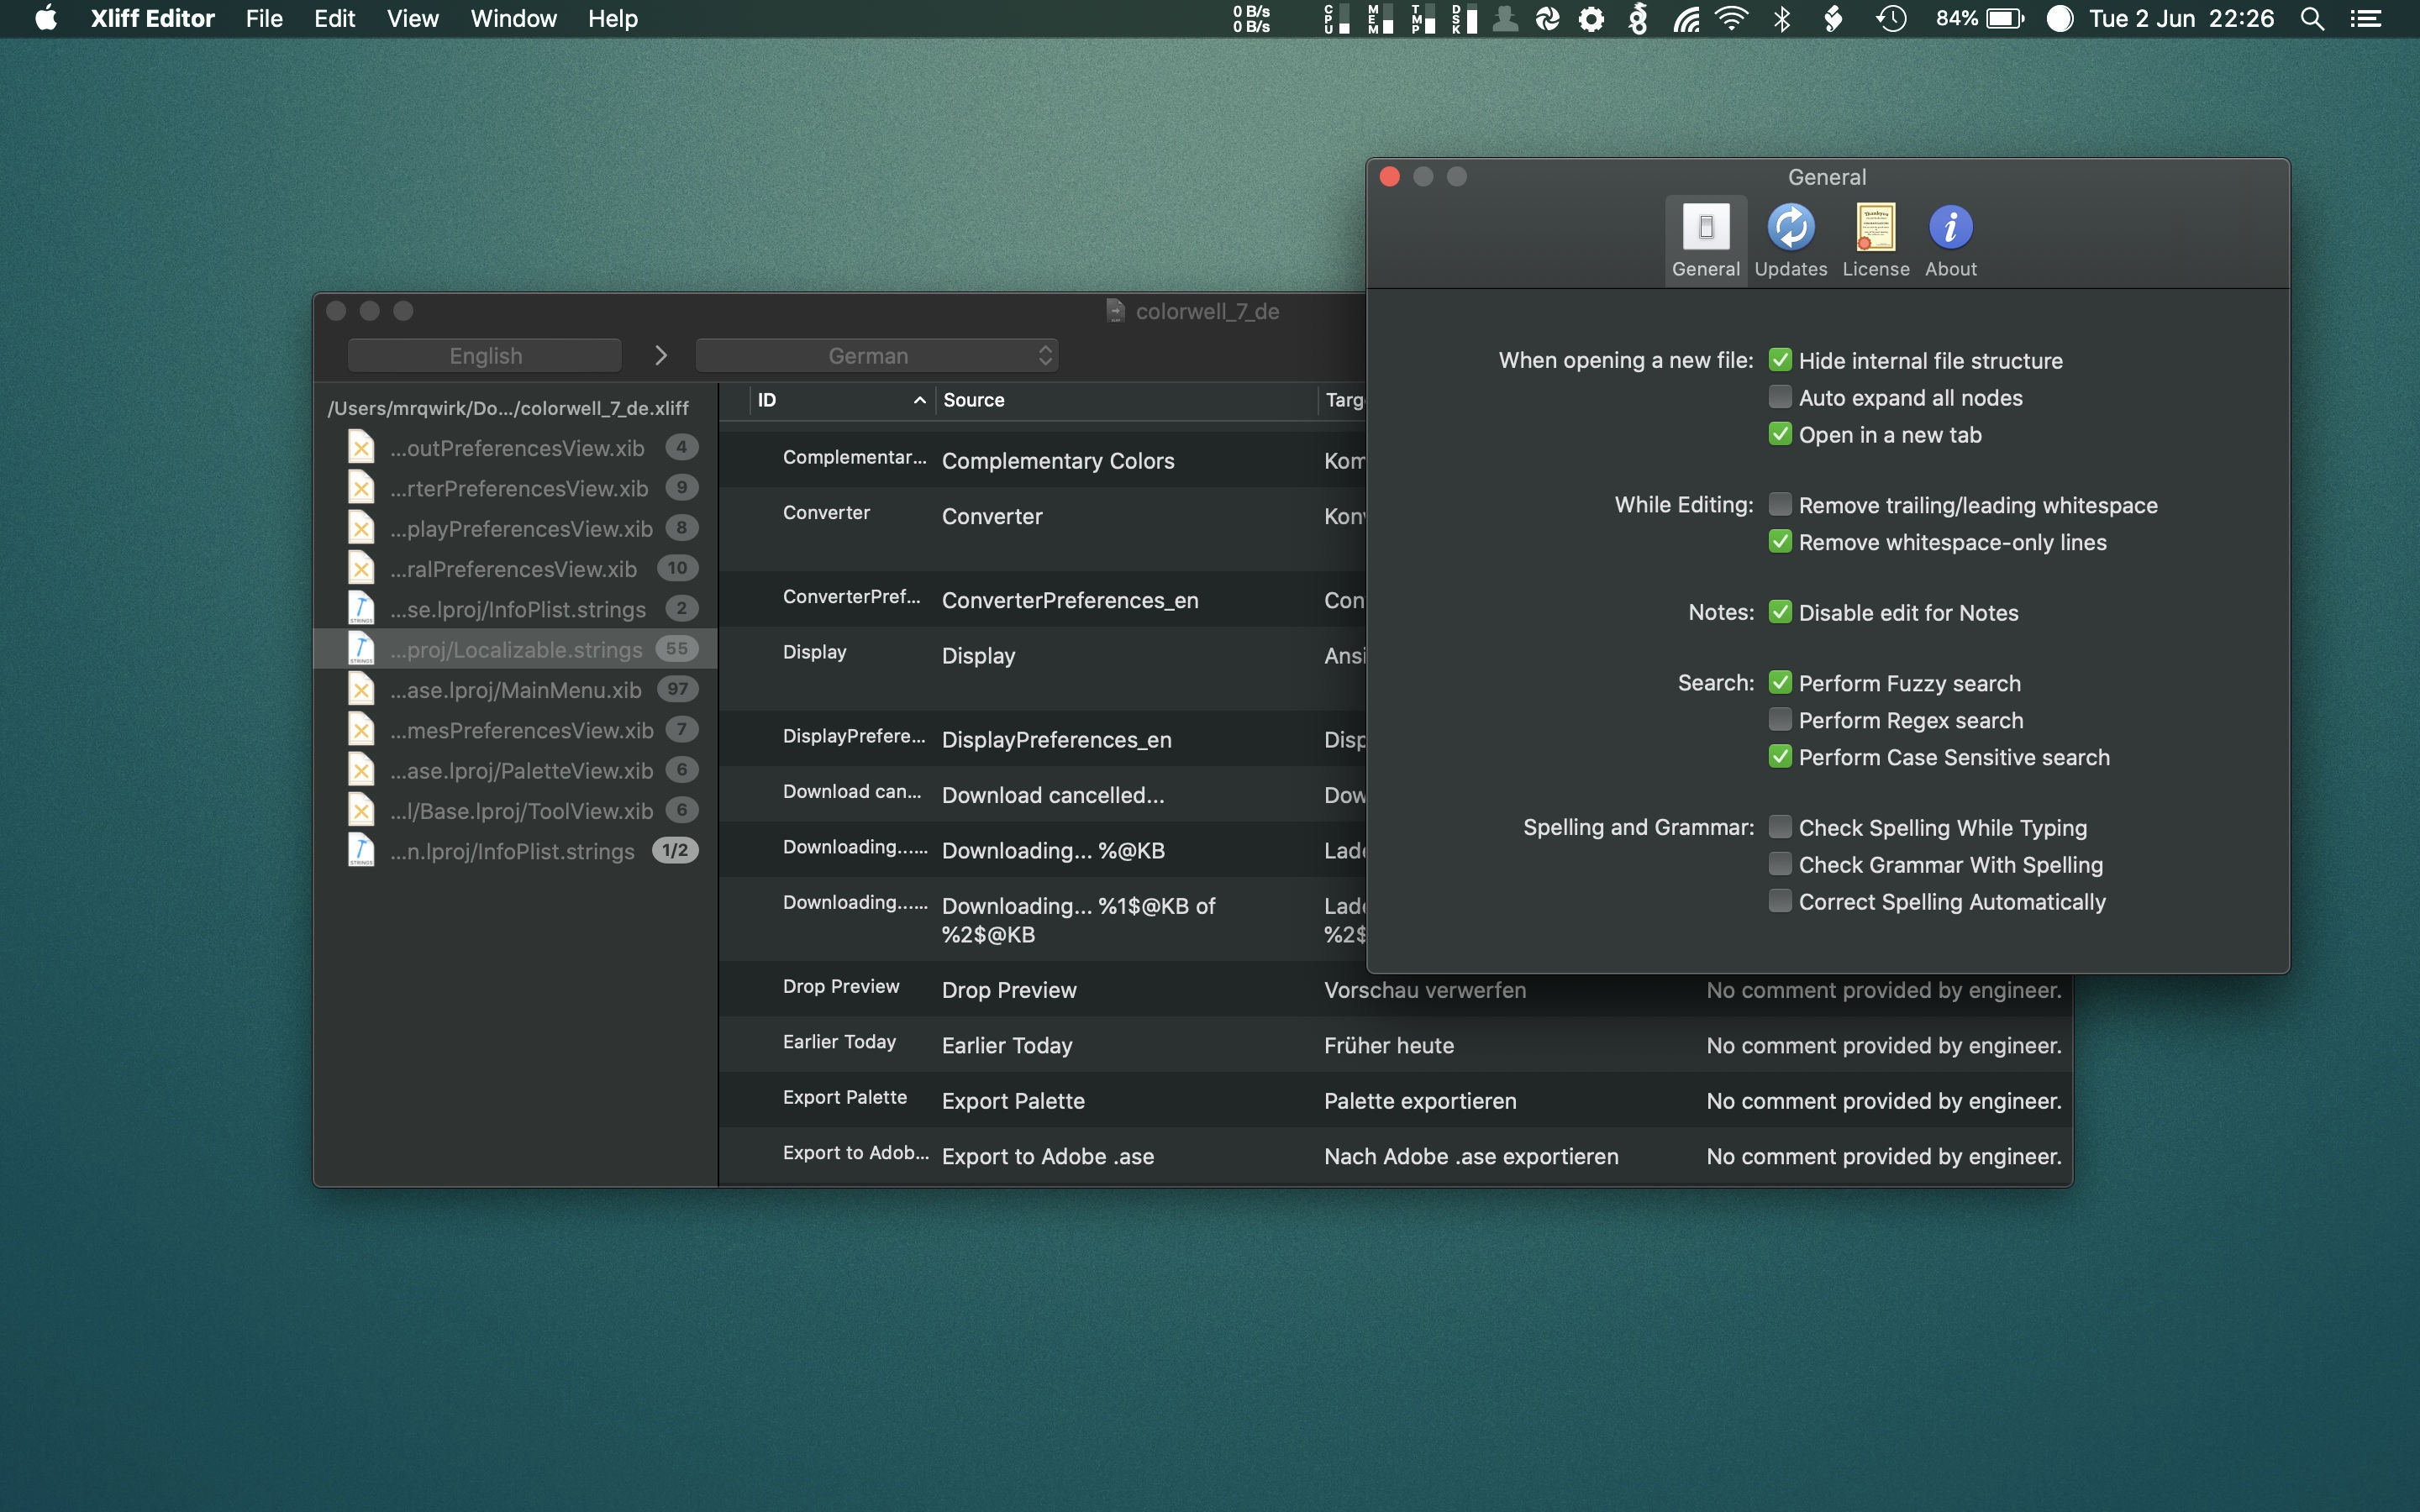 Xliff Editor File Edit View Window Help
0 B/s
0 B/s
CPU MEM TMP DSK 84% Tue 2 Jun 22:26
General
General Updates License About
When opening a new file: Hide internal file structure
Auto expand all nodes
Open in a new tab
While Editing: Remove trailing/leading whitespace
Remove whitespace-only lines
Notes: Disable edit for Notes
Search: Perform Fuzzy search
Perform Regex search
Perform Case Sensitive search
Spelling and Grammar: Check Spelling While Typing
Check Grammar With Spelling
Correct Spelling Automatically
colorwell_7_de
English > German
/Users/mrqwirk/Do.../colorwell_7_de.xliff
...outPreferencesView.xib 4
...rterPreferencesView.xib 9
...playPreferencesView.xib 8
...ralPreferencesView.xib 10
...se.lproj/InfoPlist.strings 2
...proj/Localizable.strings 55
...ase.lproj/MainMenu.xib 97
...mesPreferencesView.xib 7
...ase.lproj/PaletteView.xib 6
...l/Base.lproj/ToolView.xib 6
...n.lproj/InfoPlist.strings 1/2
ID Source Targ
Complementar... Complementary Colors Kom
Converter Converter Kon
ConverterPref... ConverterPreferences_en Con
Display Display Ansi
DisplayPrefere... DisplayPreferences_en Disp
Download can... Download cancelled... Dow
Downloading...... Downloading... %@KB Lade
Downloading...... Downloading... %1$@KB of Lade
%2$@KB %2$
Drop Preview Drop Preview Vorschau verwerfen No comment provided by engineer.
Earlier Today Earlier Today Früher heute No comment provided by engineer.
Export Palette Export Palette Palette exportieren No comment provided by engineer.
Export to Adob... Export to Adobe .ase Nach Adobe .ase exportieren No comment provided by engineer.